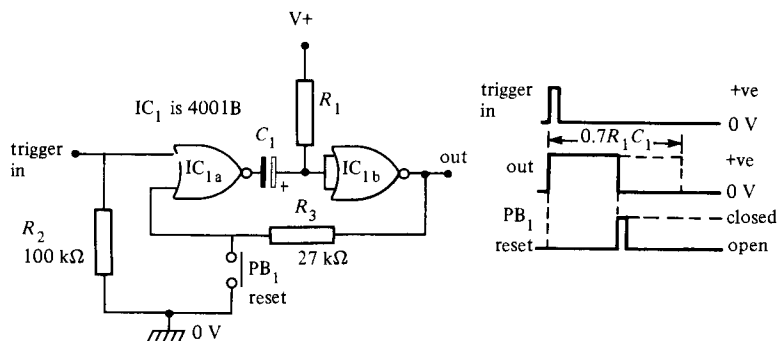 V+
IC₁ is 4001B
R₁
C₁
trigger
in
IC₁ₐ
+
IC₁b
out
R₃
27 kΩ
R₂
100 kΩ
PB₁
reset
0 V
trigger
in
+ve
0 V
0.7R₁C₁
out
+ve
0 V
PB₁
closed
reset
open